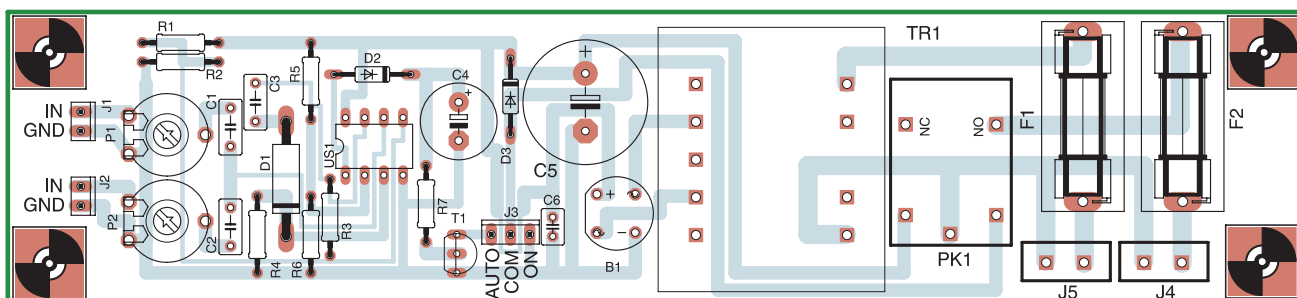 R1
R2
R5
D2
C4
+
C3
C1
J1
IN
GND
P1
D1
US1
D3
+
C5
TR1
NC
NO
F1
F2
J2
IN
GND
P2
C2
R4
R6
R3
R7
T1
J3
C6
AUTO
COM
ON
+
-
B1
PK1
J5
J4